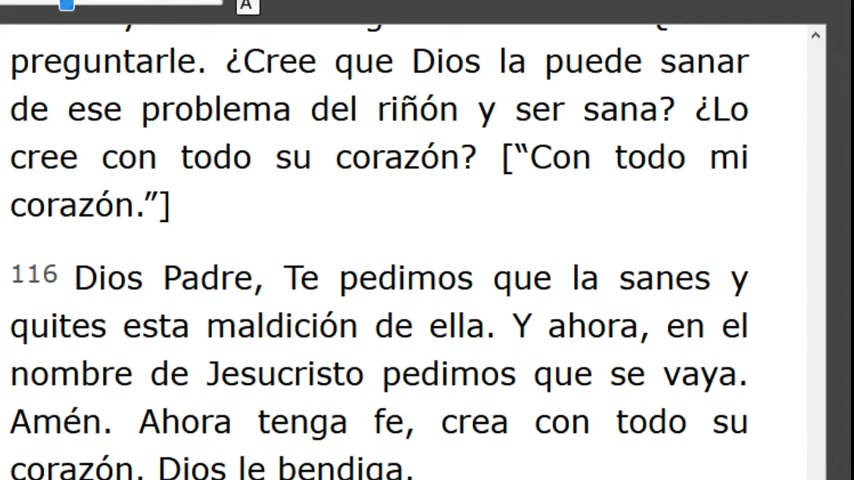 A
preguntarle. ¿Cree que Dios la puede sanar
de ese problema del riñón y ser sana? ¿Lo
cree con todo su corazón? [“Con todo mi
corazón.”]
116 Dios Padre, Te pedimos que la sanes y
quites esta maldición de ella. Y ahora, en el
nombre de Jesucristo pedimos que se vaya.
Amén. Ahora tenga fe, crea con todo su
corazón. Dios le bendiga.